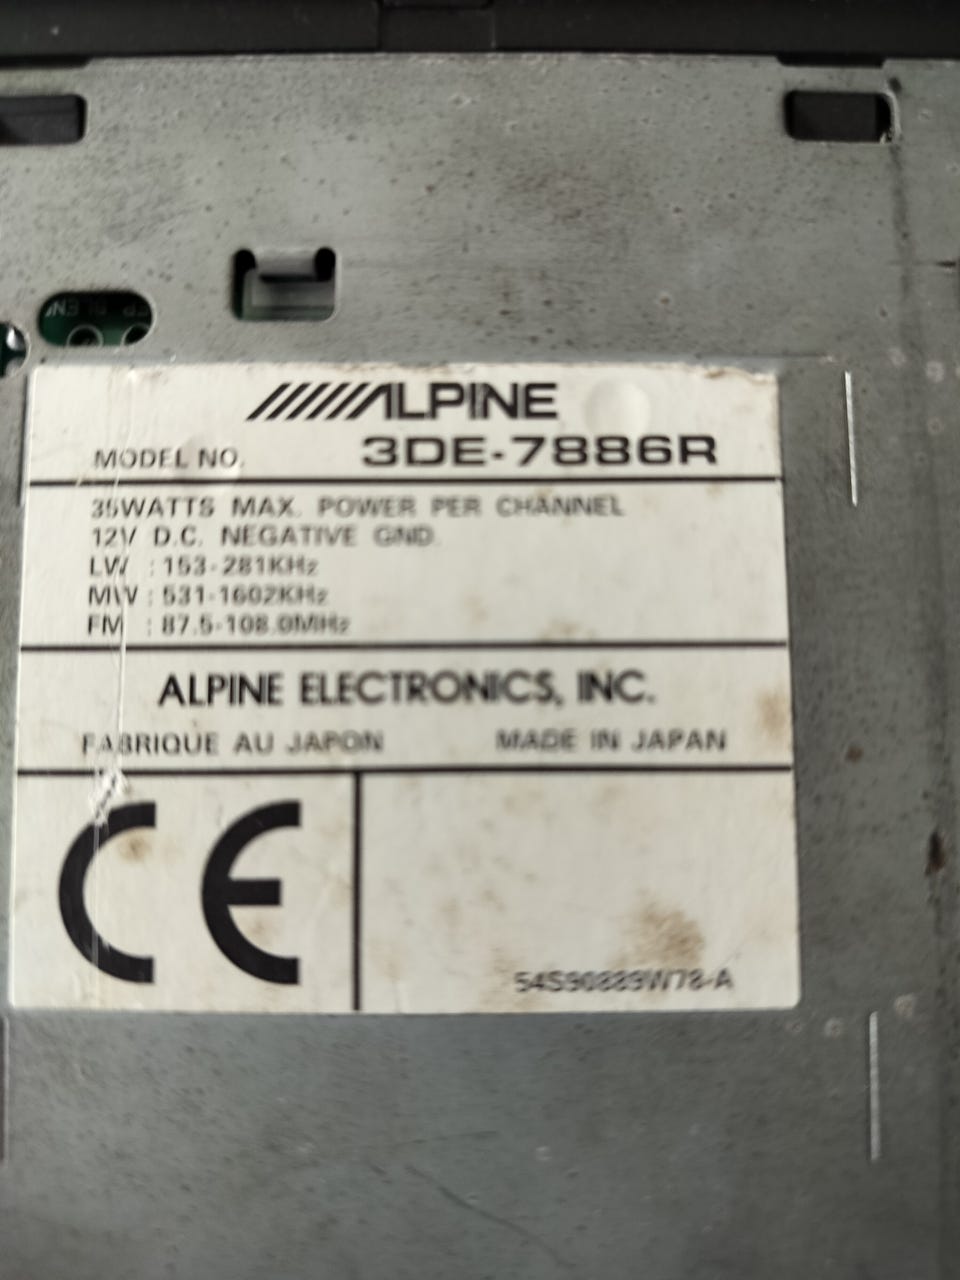 ALPINE
MODEL NO. 3DE-7886R
35WATTS MAX. POWER PER CHANNEL
12V D.C. NEGATIVE GND.
LW : 153-281KHz
MW : 531-1602KHz
FM : 87.5-108.0MHz
ALPINE ELECTRONICS, INC.
FABRIQUE AU JAPON MADE IN JAPAN
CE
54S90889W78-A